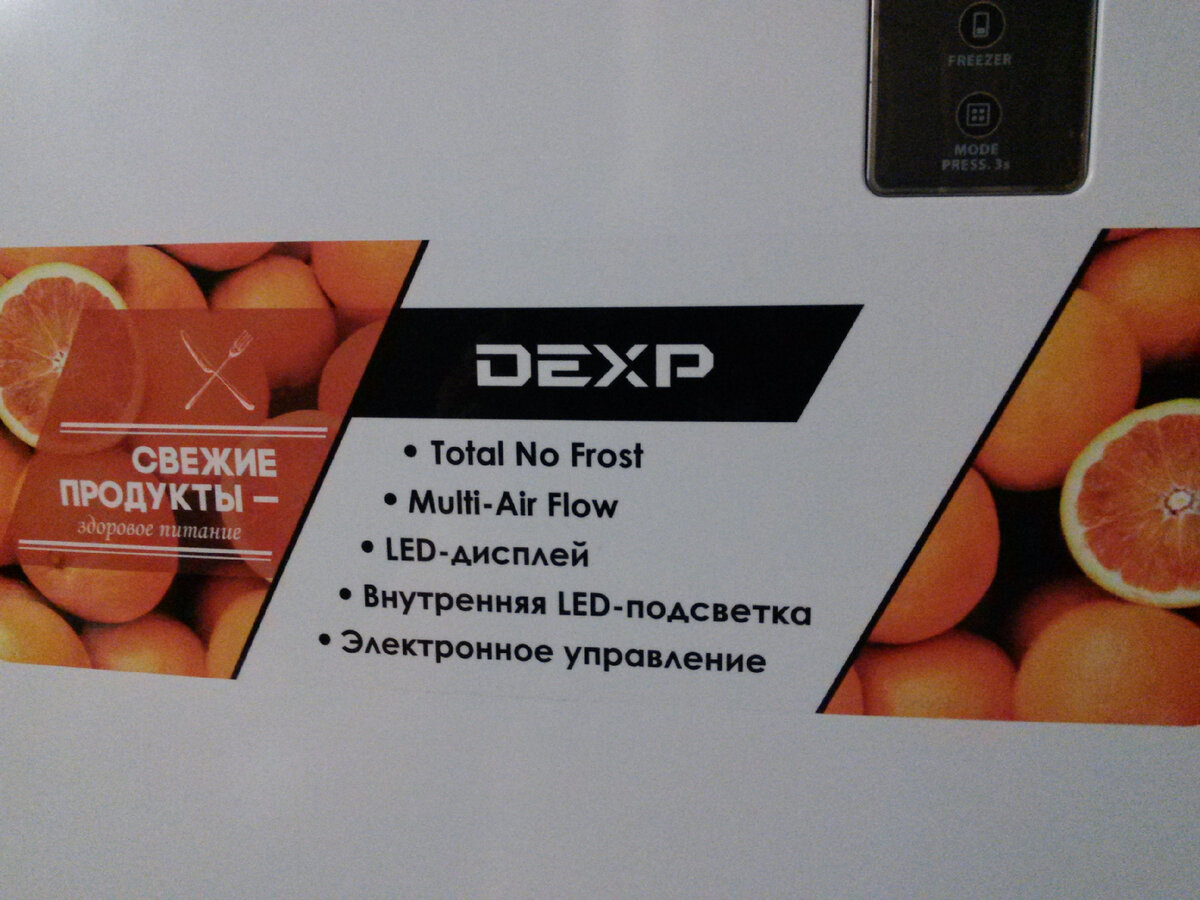 FREEZER
MODE
PRESS. 3s
DEXP
• Total No Frost
• Multi-Air Flow
• LED-дисплей
• Внутренняя LED-подсветка
• Электронное управление
СВЕЖИЕ
ПРОДУКТЫ —
здоровое питание